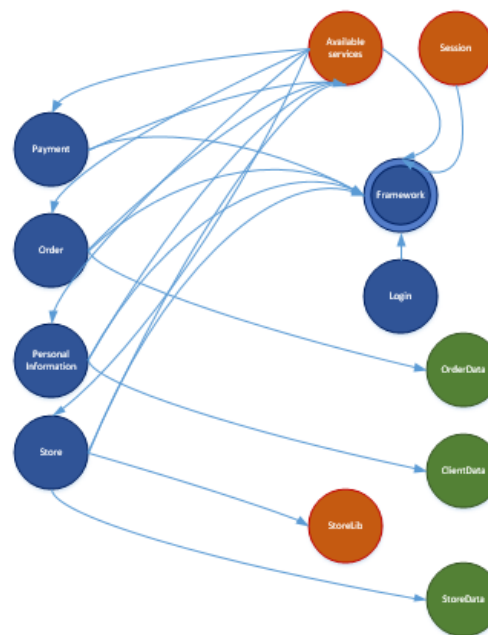 Available
services
Session
Payment
Framework
Order
Login
Personal
Information
OrderData
Store
ClientData
StoreLib
StoreData